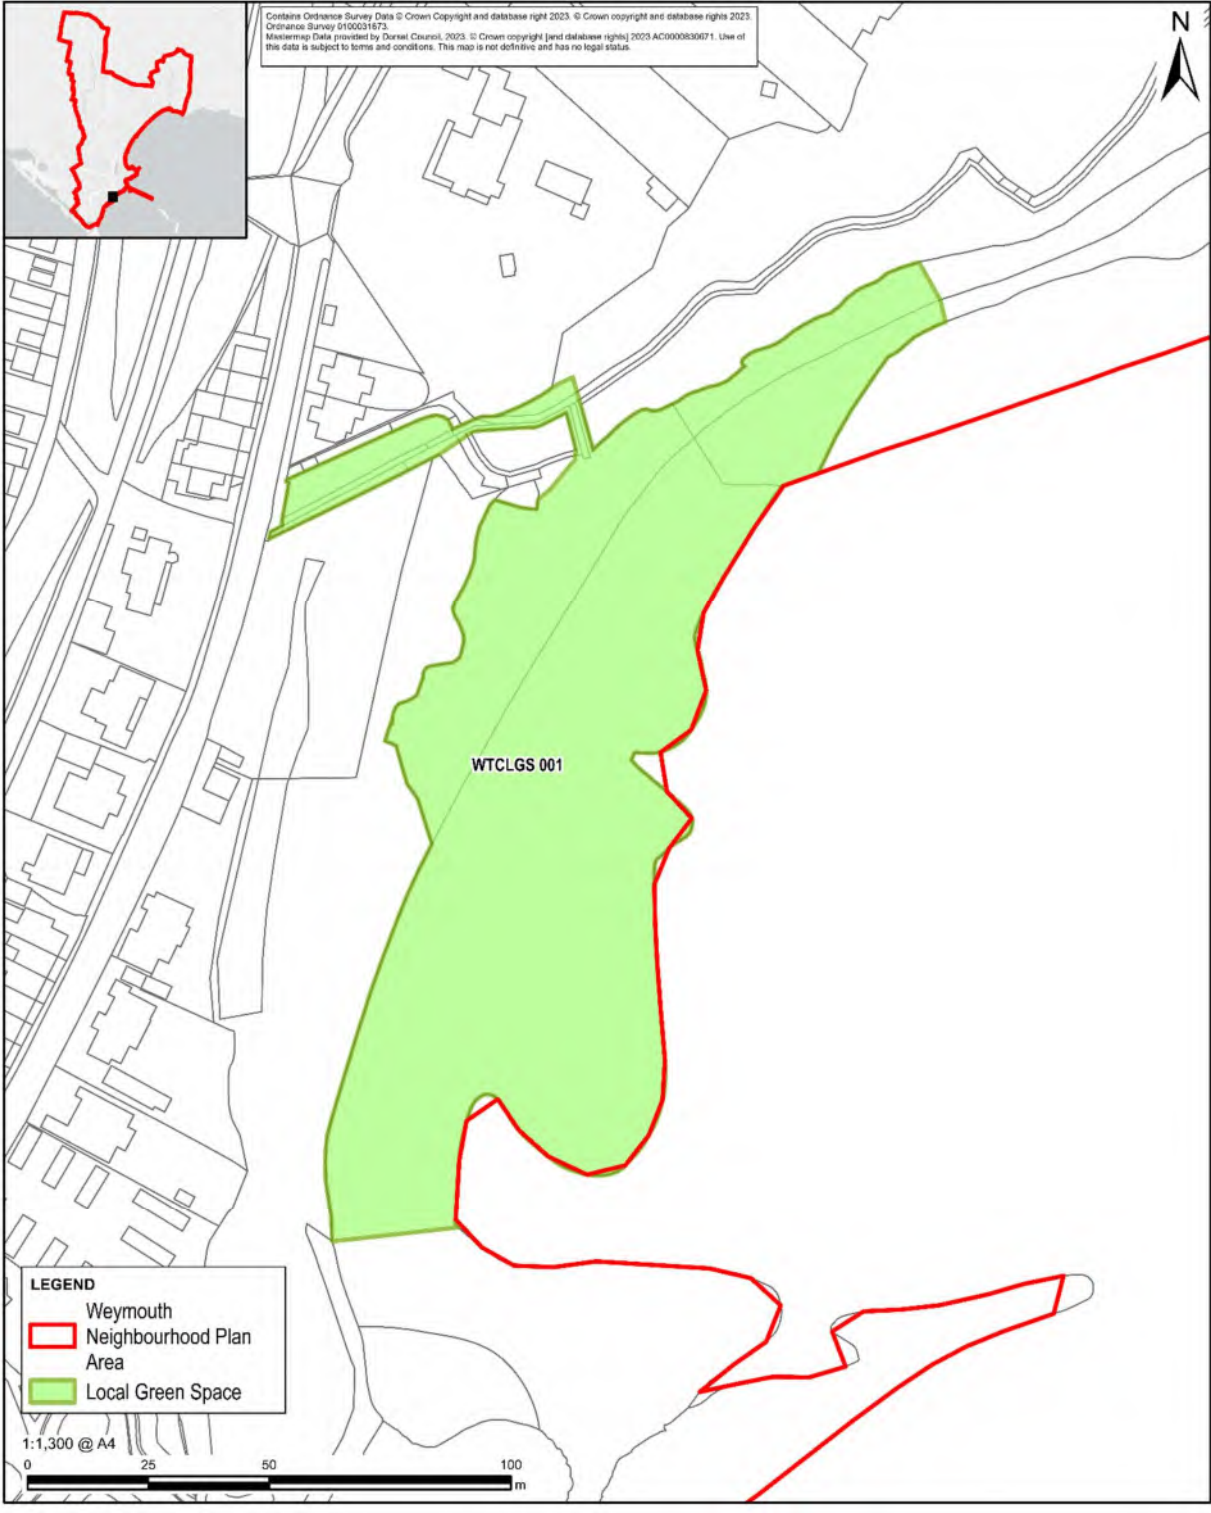 Contains Ordnance Survey Data © Crown Copyright and database right 2023. © Crown copyright and database rights 2023.
Ordnance Survey 0100031673.
Mastermap Data provided by Dorset Council, 2023. © Crown copyright [and database rights] 2023 AC0000830671. Use of
this data is subject to terms and conditions. This map is not definitive and has no legal status.
N
WTCLGS 001
LEGEND
Weymouth
Neighbourhood Plan
Area
Local Green Space
1:1,300 @ A4
0 25 50 100
m